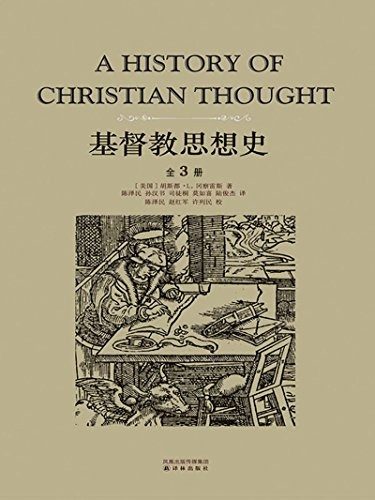 A HISTORY OF
CHRISTIAN THOUGHT
基督教思想史
全3册
[美国] 胡斯都·L. 冈察雷斯 著
陈泽民 孙汉书 司徒桐 莫如喜 陆俊杰 译
陈泽民 赵红军 许列民 校
凤凰出版传媒集团
译林出版社